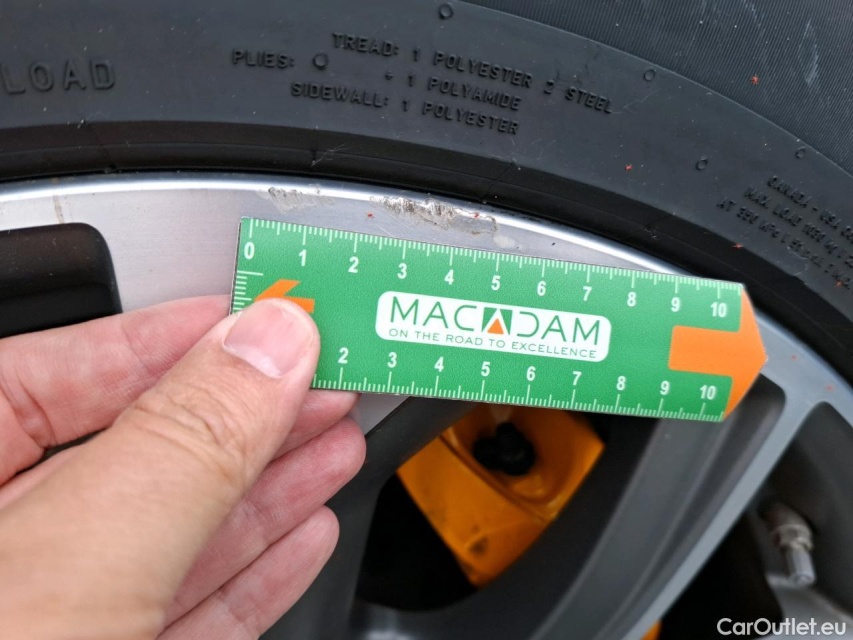 LOAD
TREAD: 1 POLYESTER 2 STEEL
PLIES: + 1 POLYAMIDE
SIDEWALL: 1 POLYESTER
0 1 2 3 4 5 6 7 8 9 10
MACADAM
ON THE ROAD TO EXCELLENCE
2 3 4 5 6 7 8 9 10
CarOutlet.eu